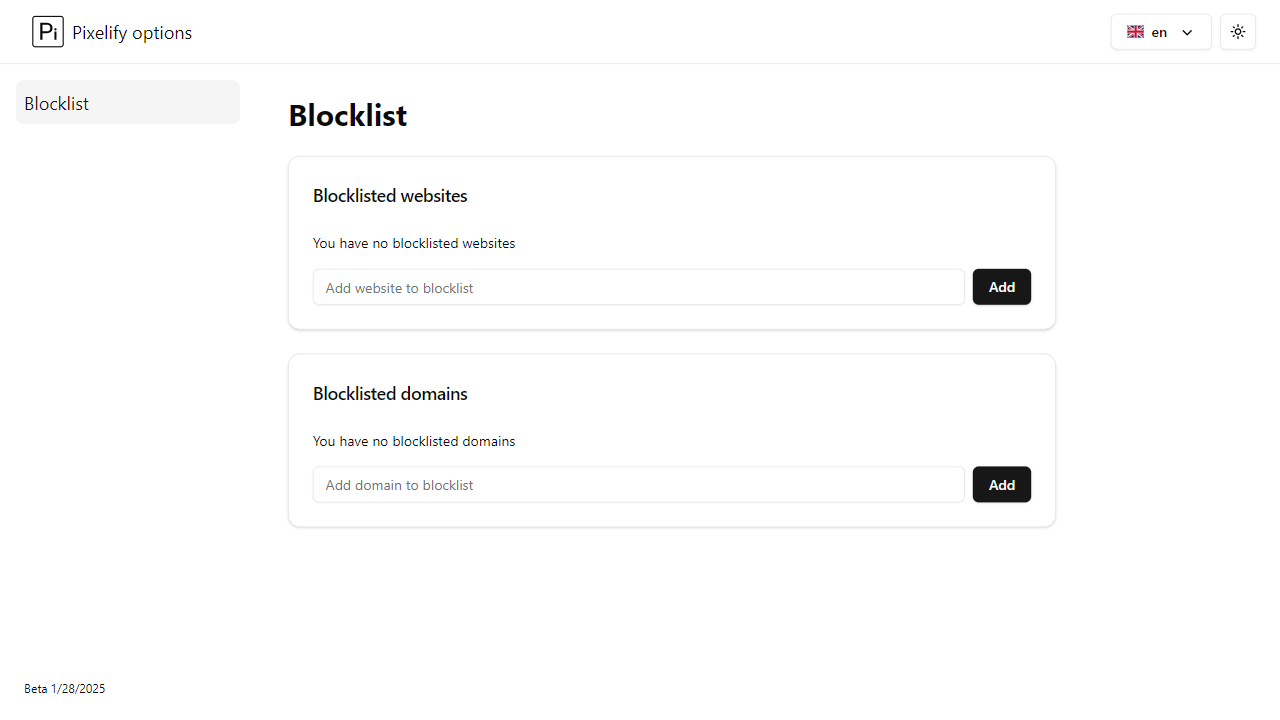 Pi Pixelify options
en
Blocklist
Blocklist
Blocklisted websites
You have no blocklisted websites
Add website to blocklist
Add
Blocklisted domains
You have no blocklisted domains
Add domain to blocklist
Add
Beta 1/28/2025